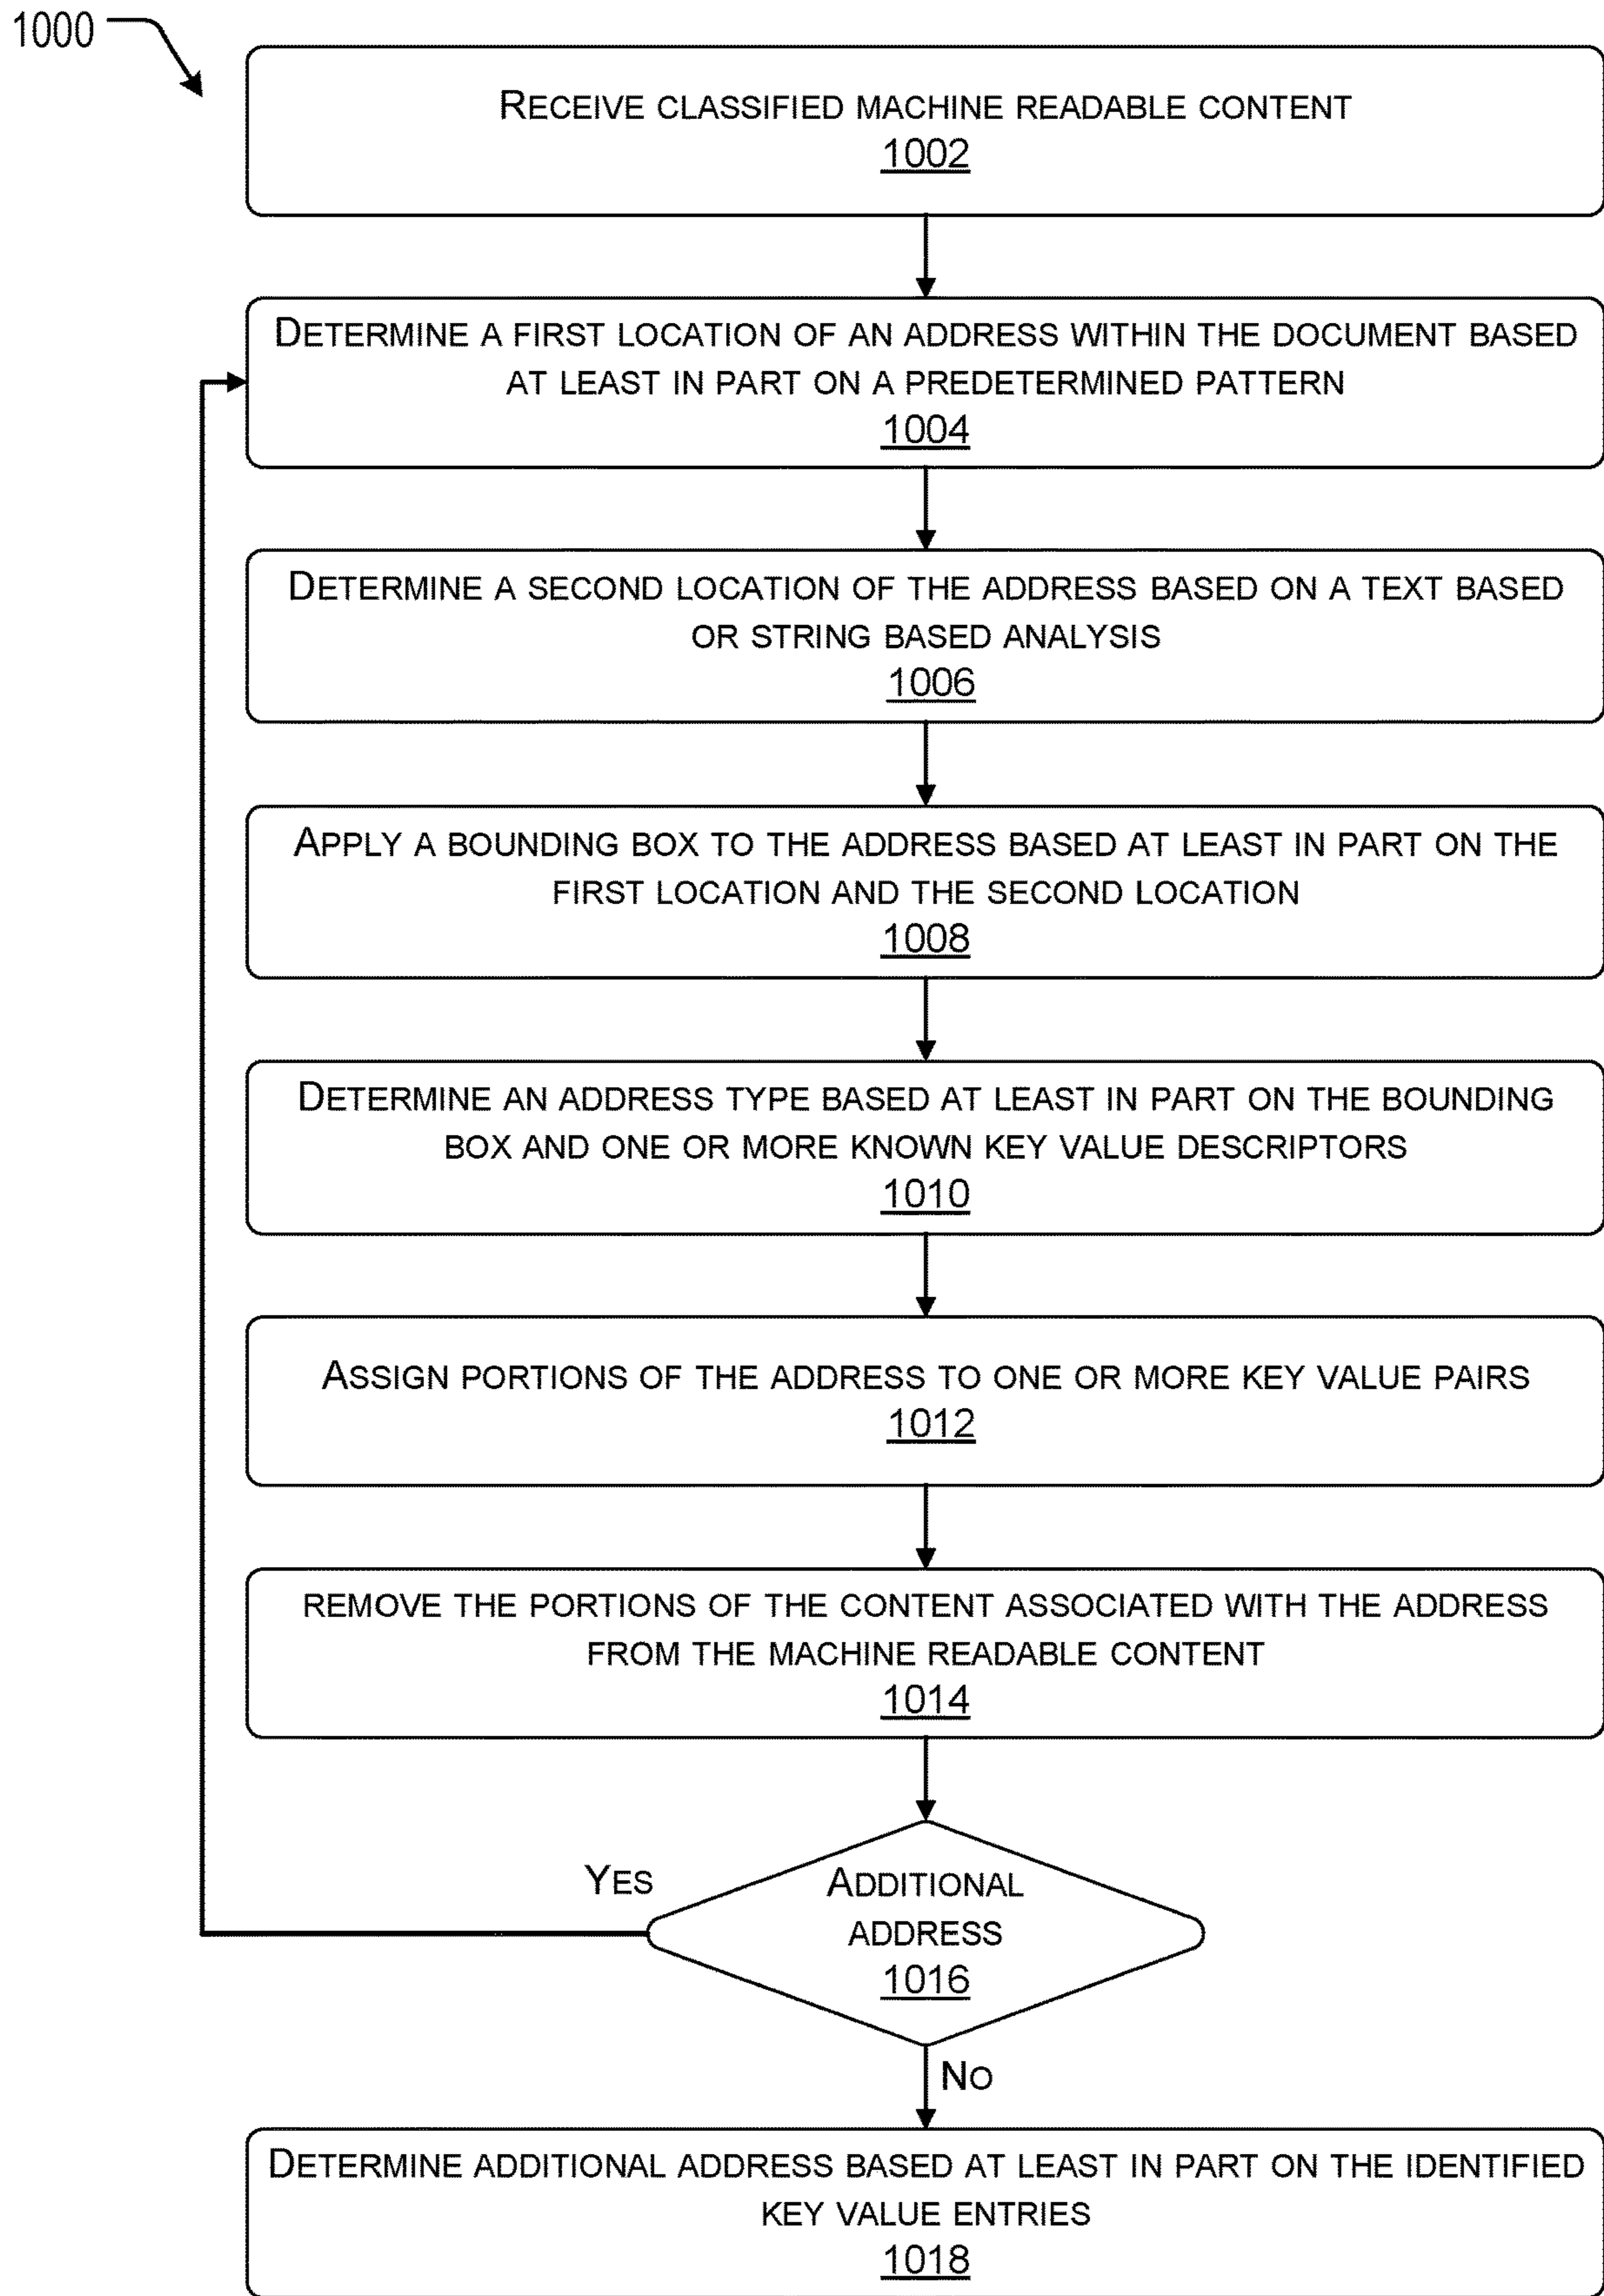 1000
RECEIVE CLASSIFIED MACHINE READABLE CONTENT
1002
DETERMINE A FIRST LOCATION OF AN ADDRESS WITHIN THE DOCUMENT BASED
AT LEAST IN PART ON A PREDETERMINED PATTERN
1004
DETERMINE A SECOND LOCATION OF THE ADDRESS BASED ON A TEXT BASED
OR STRING BASED ANALYSIS
1006
APPLY A BOUNDING BOX TO THE ADDRESS BASED AT LEAST IN PART ON THE
FIRST LOCATION AND THE SECOND LOCATION
1008
DETERMINE AN ADDRESS TYPE BASED AT LEAST IN PART ON THE BOUNDING
BOX AND ONE OR MORE KNOWN KEY VALUE DESCRIPTORS
1010
ASSIGN PORTIONS OF THE ADDRESS TO ONE OR MORE KEY VALUE PAIRS
1012
REMOVE THE PORTIONS OF THE CONTENT ASSOCIATED WITH THE ADDRESS
FROM THE MACHINE READABLE CONTENT
1014
YES
ADDITIONAL
ADDRESS
1016
NO
DETERMINE ADDITIONAL ADDRESS BASED AT LEAST IN PART ON THE IDENTIFIED
KEY VALUE ENTRIES
1018